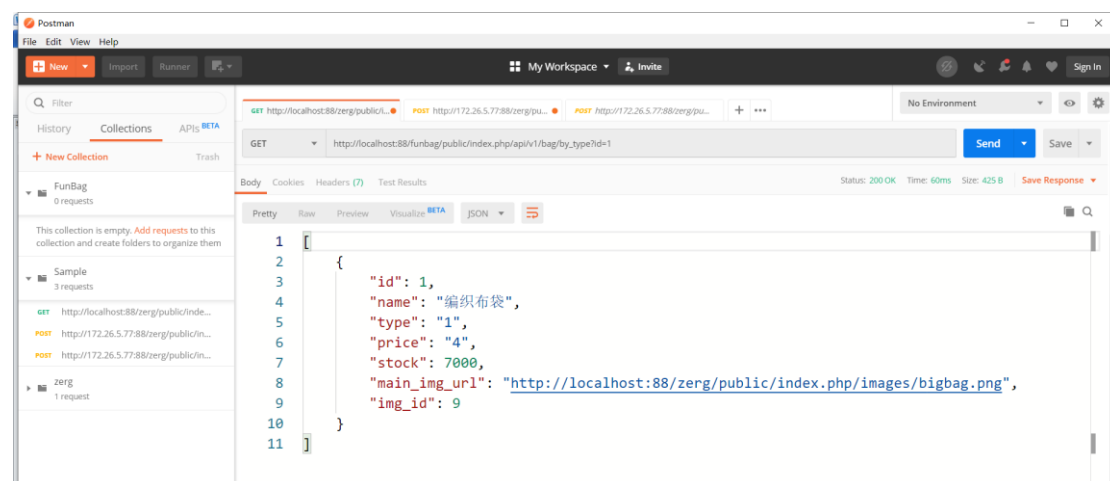 Postman
File Edit View Help
New Import Runner My Workspace Invite Sign In
Filter
History Collections APIs BETA
+ New Collection Trash
FunBag
0 requests
This collection is empty. Add requests to this
collection and create folders to organize them
Sample
3 requests
GET http://localhost:88/zerg/public/inde...
POST http://172.26.5.77:88/zerg/public/in...
POST http://172.26.5.77:88/zerg/public/in...
zerg
1 request
GET http://localhost:88/zerg/public/i... POST http://172.26.5.77:88/zerg/pu... POST http://172.26.5.77:88/zerg/pu... + ••• No Environment
GET http://localhost:88/funbag/public/index.php/api/v1/bag/by_type?id=1 Send Save
Body Cookies Headers (7) Test Results Status: 200 OK Time: 60ms Size: 425 B Save Response
Pretty Raw Preview Visualize BETA JSON
1 [
2 {
3 "id": 1,
4 "name": "编织布袋",
5 "type": "1",
6 "price": "4",
7 "stock": 7000,
8 "main_img_url": "http://localhost:88/zerg/public/index.php/images/bigbag.png",
9 "img_id": 9
10 }
11 ]